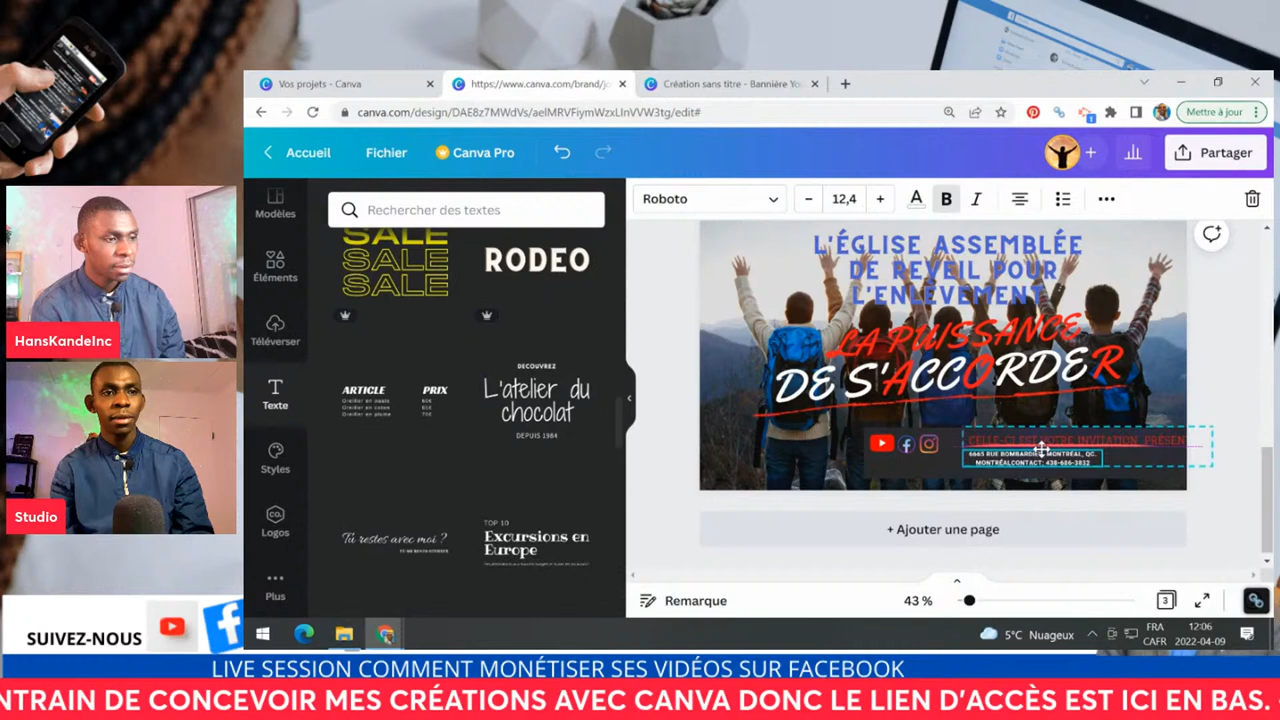 Vos projets - Canva
https://www.canva.com/brand/jo
Création sans titre - Bannière You
canva.com/design/DAE8z7MWdVs/aelMRVFiymWzxLlnVVW3tg/edit#
Mettre à jour
Accueil
Fichier
Canva Pro
Partager
Modèles
Éléments
Téléverser
Texte
Styles
Logos
Plus
Rechercher des textes
Roboto
12,4
A
B
I
SALE
SALE
SALE
RODEO
ARTICLE PRIX
DECOUVREZ
L'atelier du
chocolat
DEPUIS 1984
Tu restes avec moi ?
TOP 10
Excursions en
Europe
L'ÉGLISE ASSEMBLÉE
DE REVEIL POUR
L'ENLÈVEMENT
LA PUISSANCE
DE S'ACCORDER
CELLE-CI EST VOTRE INVITATION, PRÉSEN
6665 RUE BOMBARDIER, MONTRÉAL, QC.
MONTRÉALCONTACT: 438-686-3832
+ Ajouter une page
Remarque
43 %
3
5°C Nuageux
FRA
CAFR
12:06
2022-04-09
HansKandeInc
Studio
SUIVEZ-NOUS
LIVE SESSION COMMENT MONÉTISER SES VIDÉOS SUR FACEBOOK
NTRAIN DE CONCEVOIR MES CRÉATIONS AVEC CANVA DONC LE LIEN D'ACCÈS EST ICI EN BAS.